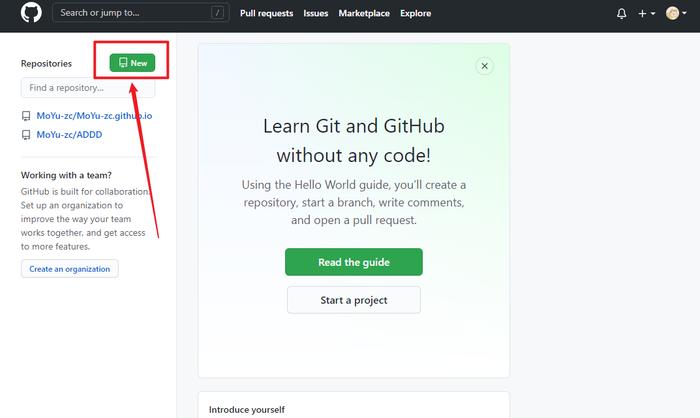 Search or jump to...
/
Pull requests
Issues
Marketplace
Explore
Repositories
New
Find a repository...
MoYu-zc/MoYu-zc.github.io
MoYu-zc/ADDD
Working with a team?
GitHub is built for collaboration.
Set up an organization to
improve the way your team
works together, and get access
to more features.
Create an organization
Learn Git and GitHub
without any code!
Using the Hello World guide, you'll create a
repository, start a branch, write comments,
and open a pull request.
Read the guide
Start a project
Introduce yourself